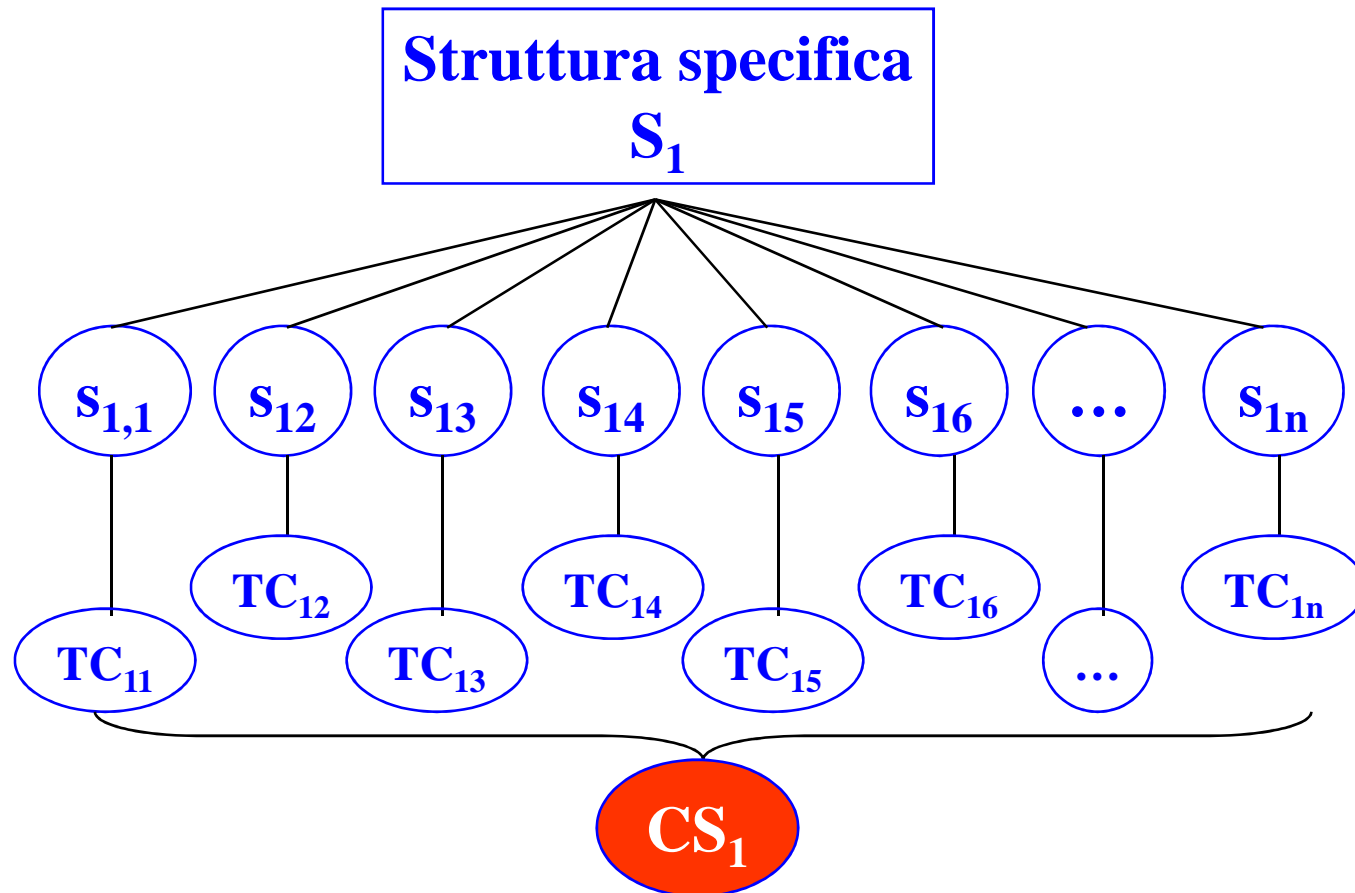 Struttura specifica
S₁
s₁,₁ s₁₂ s₁₃ s₁₄ s₁₅ s₁₆ … s₁ₙ
TC₁₂ TC₁₄ TC₁₆ TC₁ₙ
TC₁₁ TC₁₃ TC₁₅ …
CS₁